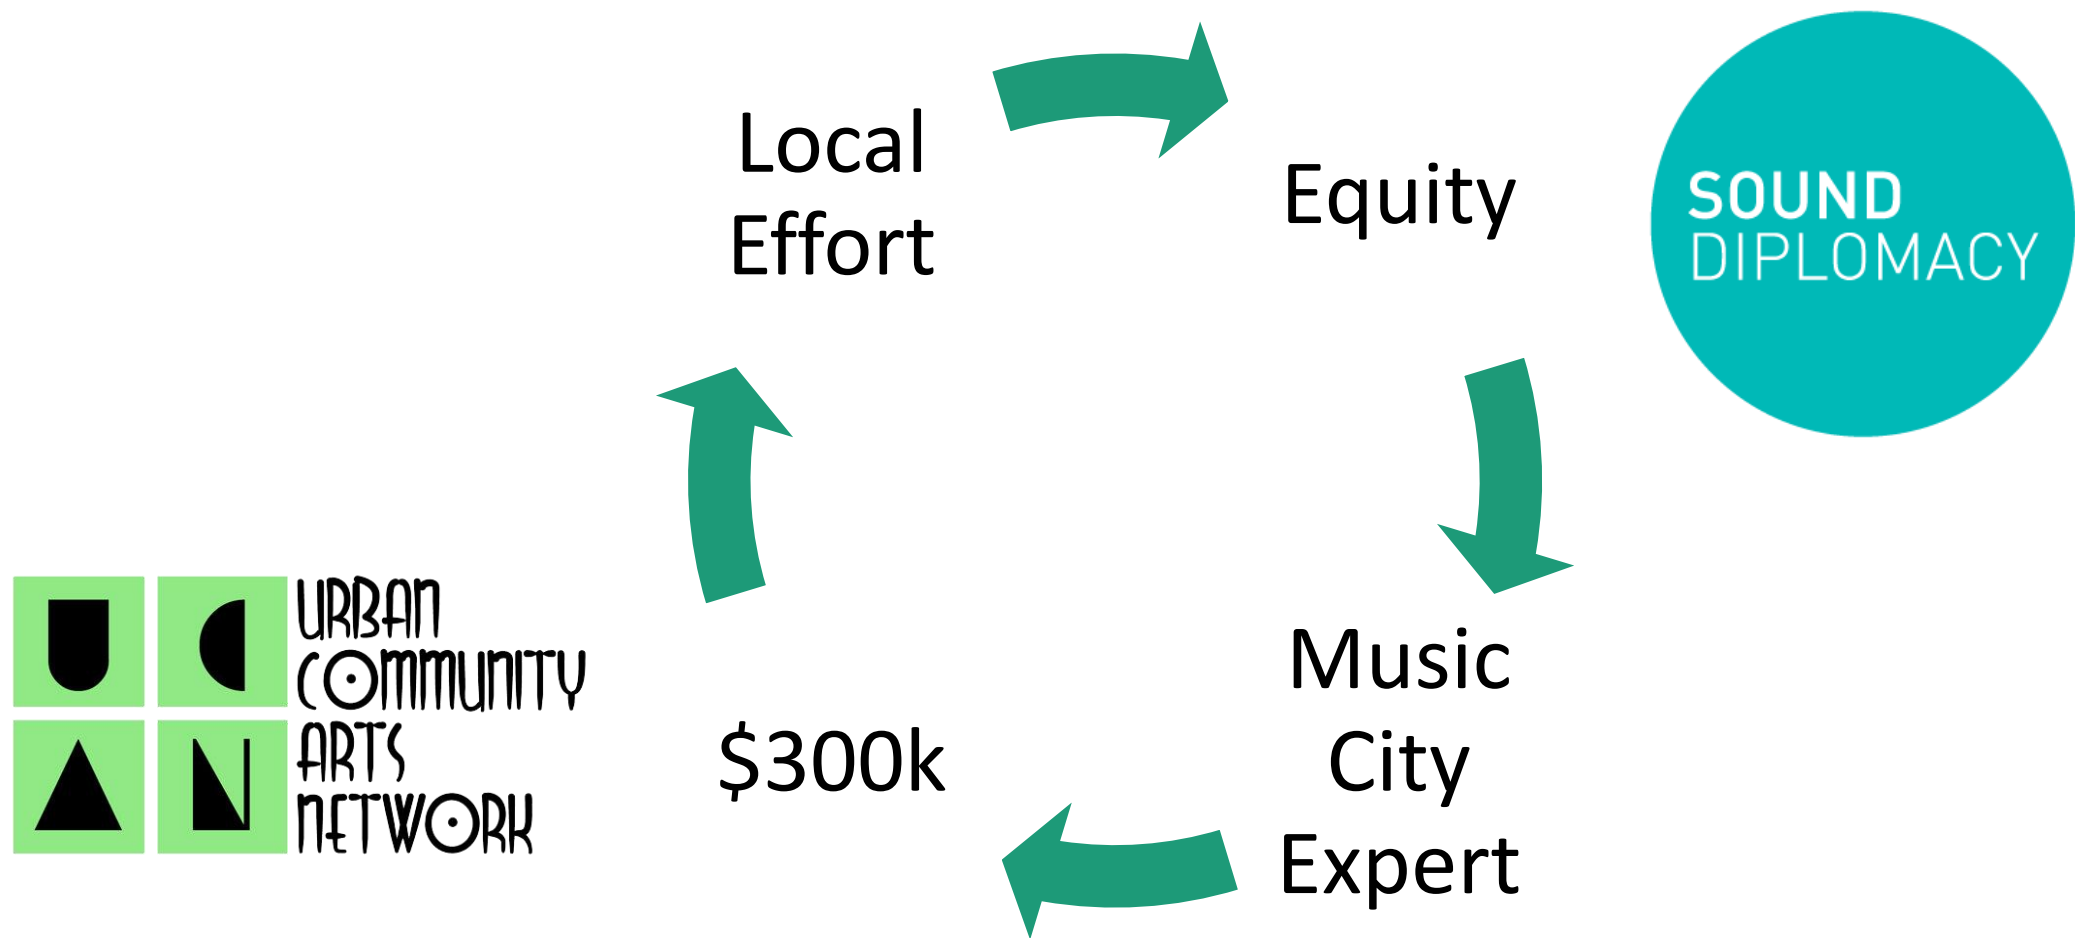 Local
Effort
Equity
SOUND
DIPLOMACY
Music
City
Expert
$300k
U C
A N
URBAN
COMMUNITY
ARTS
NETWORK